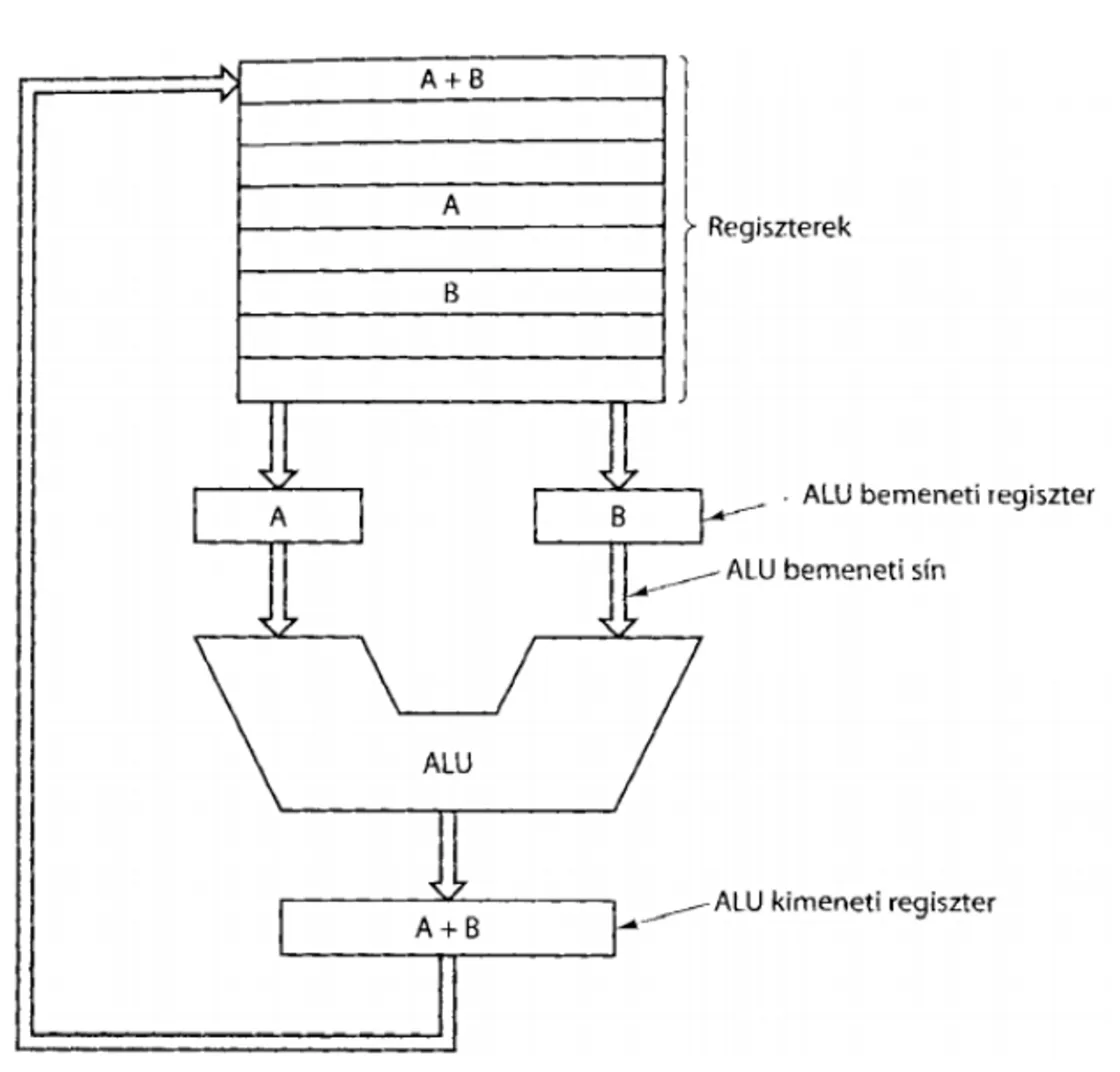 A + B
A
Regiszterek
B
A
B
ALU bemeneti regiszter
ALU bemeneti sín
ALU
ALU kimeneti regiszter
A + B